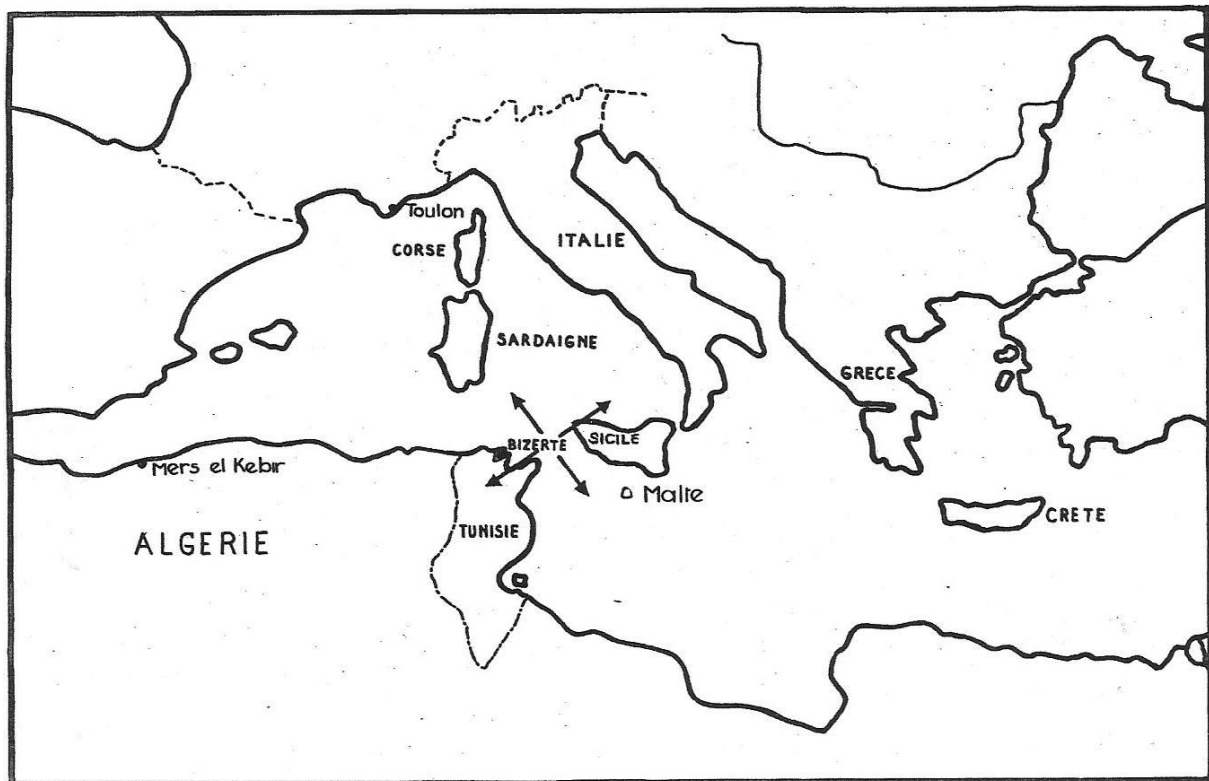 Toulon
CORSE
ITALIE
SARDAIGNE
GRECE
BIZERTE
SICILE
Mers el Kebir
Malte
TUNISIE
CRETE
ALGERIE